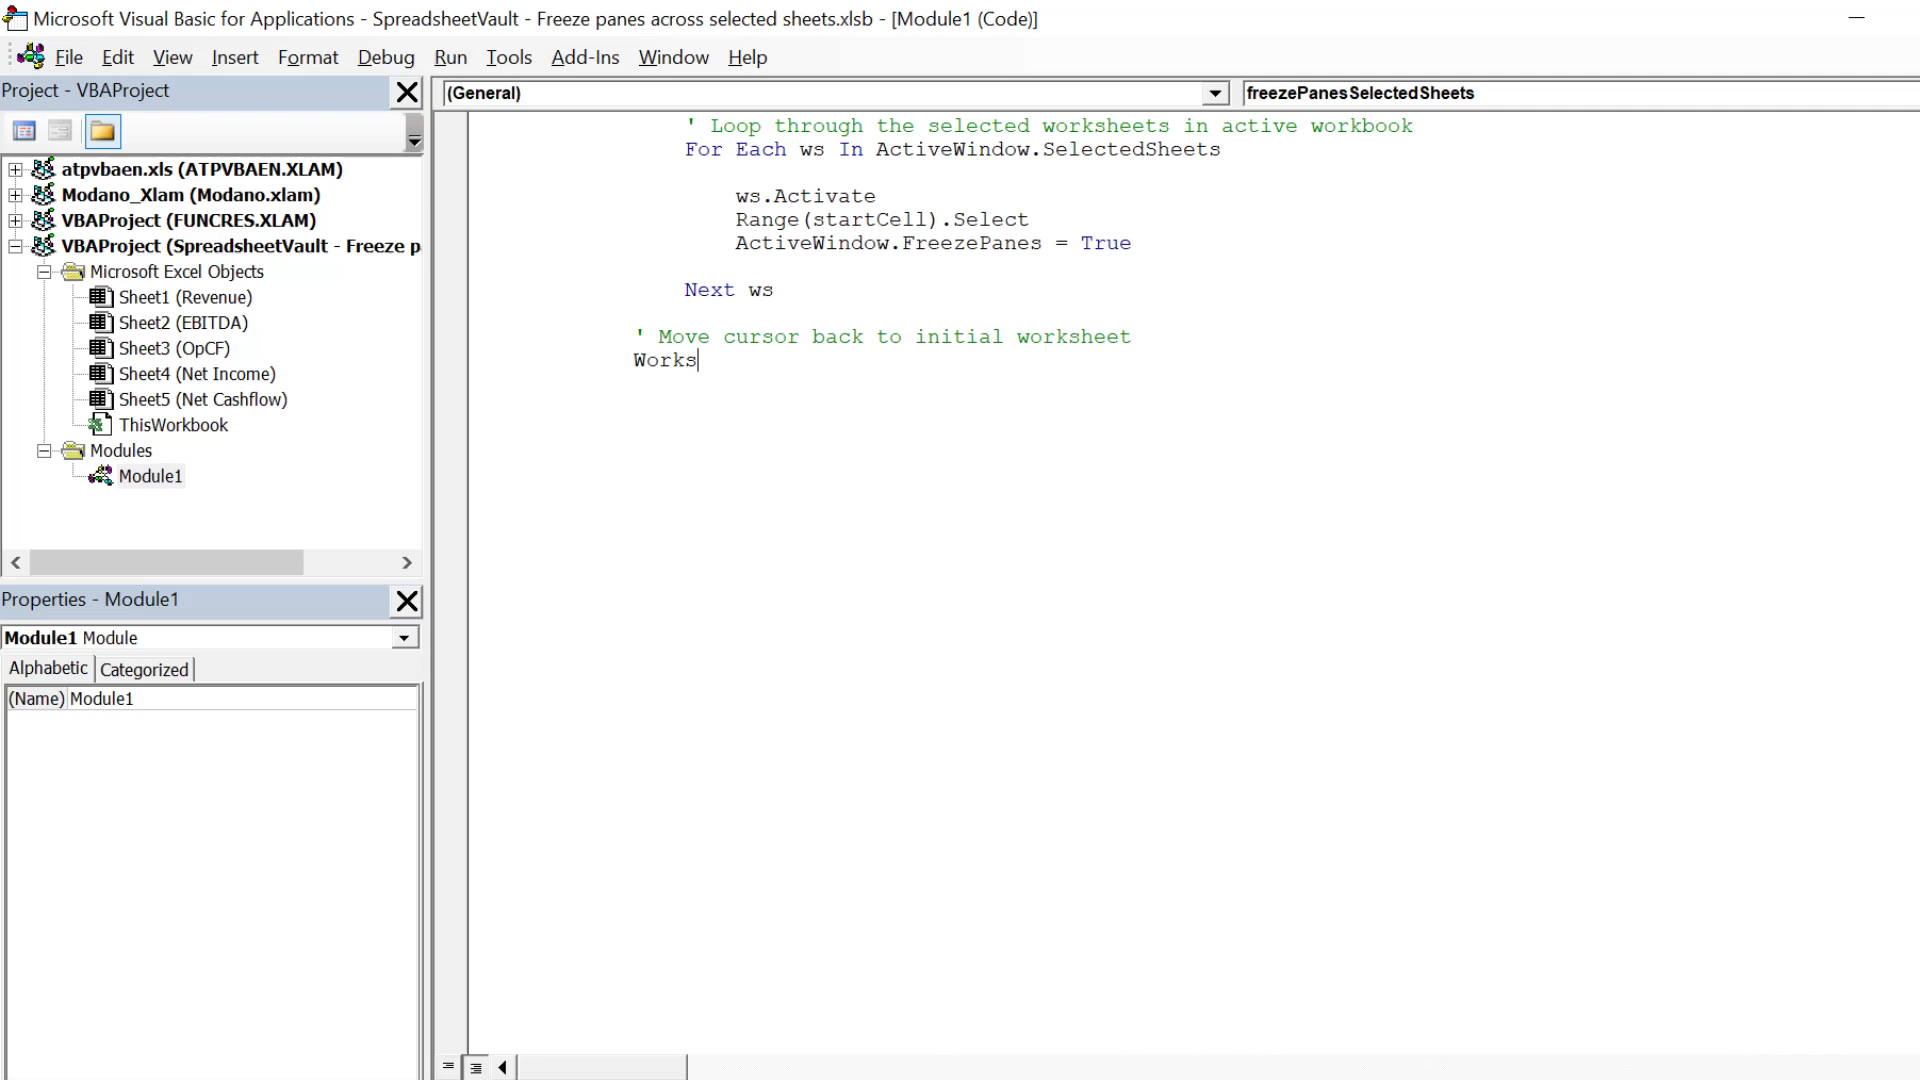 Microsoft Visual Basic for Applications - SpreadsheetVault - Freeze panes across selected sheets.xlsb - [Module1 (Code)]
File Edit View Insert Format Debug Run Tools Add-Ins Window Help
Project - VBAProject
(General)
freezePanesSelectedSheets
atpvbaen.xls (ATPVBAEN.XLAM)
Modano_Xlam (Modano.xlam)
VBAProject (FUNCRES.XLAM)
VBAProject (SpreadsheetVault - Freeze p
Microsoft Excel Objects
Sheet1 (Revenue)
Sheet2 (EBITDA)
Sheet3 (OpCF)
Sheet4 (Net Income)
Sheet5 (Net Cashflow)
ThisWorkbook
Modules
Module1
Properties - Module1
Module1 Module
Alphabetic Categorized
(Name) Module1
' Loop through the selected worksheets in active workbook
For Each ws In ActiveWindow.SelectedSheets
ws.Activate
Range(startCell).Select
ActiveWindow.FreezePanes = True
Next ws
' Move cursor back to initial worksheet
Works